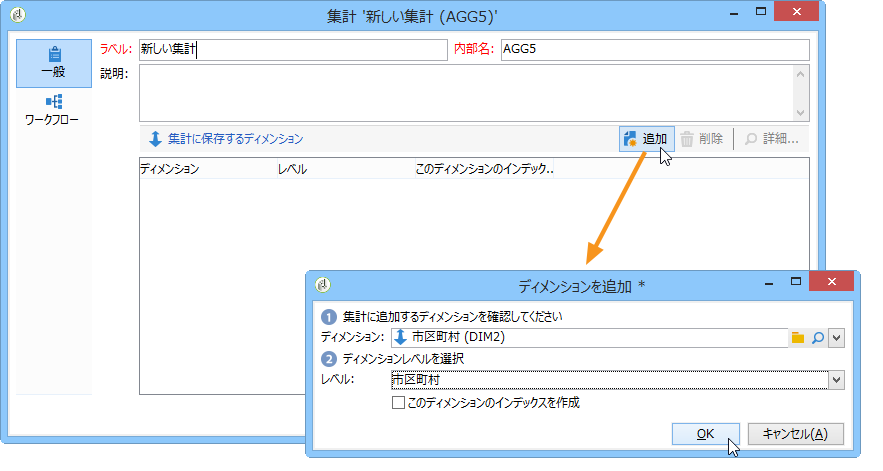 集計 '新しい集計 (AGG5)'
一般
ワークフロー
ラベル: 新しい集計 内部名: AGG5
説明:
集計に保存するディメンション 追加 削除 詳細...
ディメンション レベル このディメンションのインデック..
ディメンションを追加 *
1 集計に追加するディメンションを確認してください
ディメンション: 市区町村 (DIM2)
2 ディメンションレベルを選択
レベル: 市区町村
このディメンションのインデックスを作成
OK キャンセル(A)